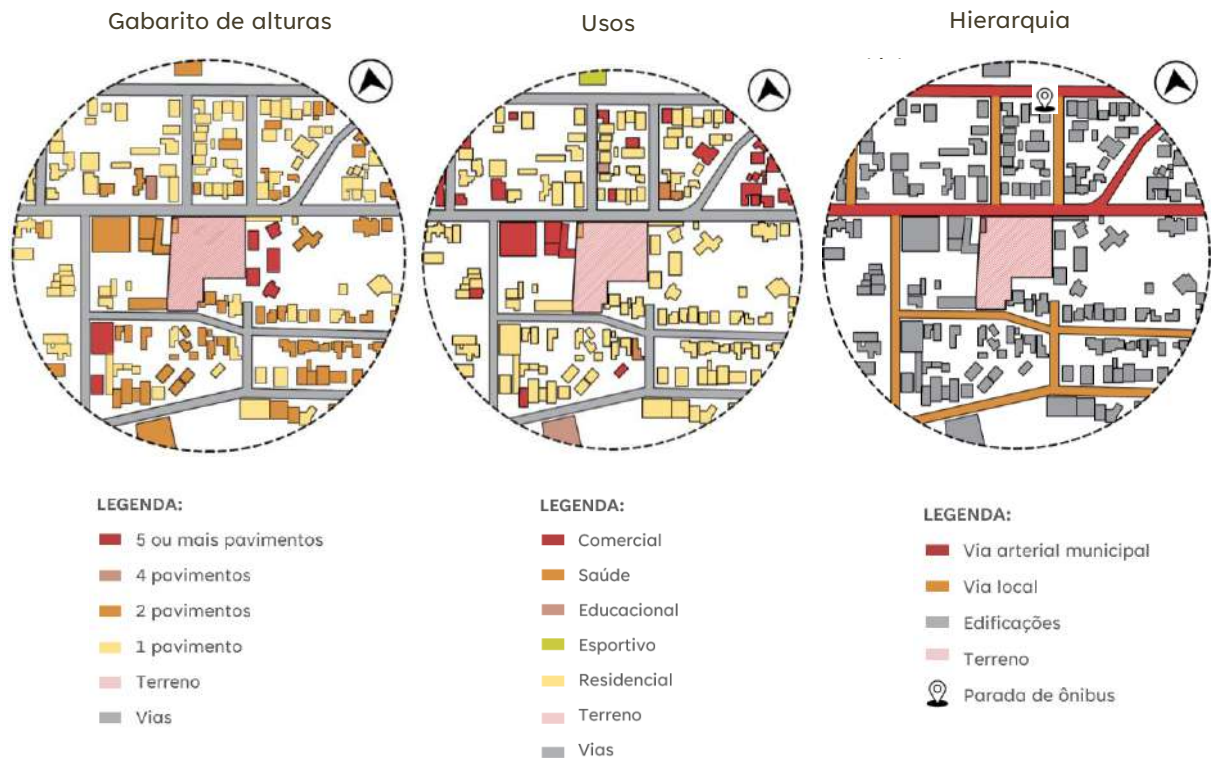 Gabarito de alturas
Usos
Hierarquia
LEGENDA:
5 ou mais pavimentos
4 pavimentos
2 pavimentos
1 pavimento
Terreno
Vias
LEGENDA:
Comercial
Saúde
Educacional
Esportivo
Residencial
Terreno
Vias
LEGENDA:
Via arterial municipal
Via local
Edificações
Terreno
Parada de ônibus